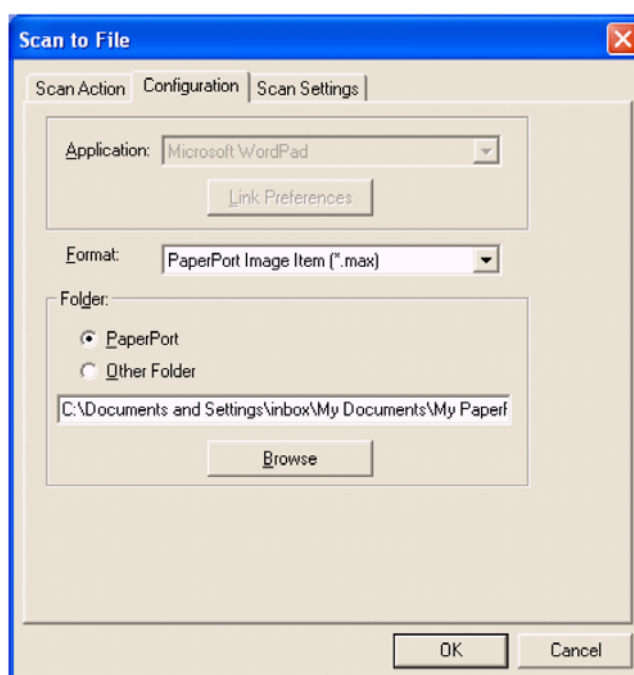 Scan to File
Scan Action Configuration Scan Settings
Application: Microsoft WordPad
Link Preferences
Format: PaperPort Image Item (*.max)
Folder:
PaperPort
Other Folder
C:\Documents and Settings\inbox\My Documents\My Paperf
Browse
OK Cancel